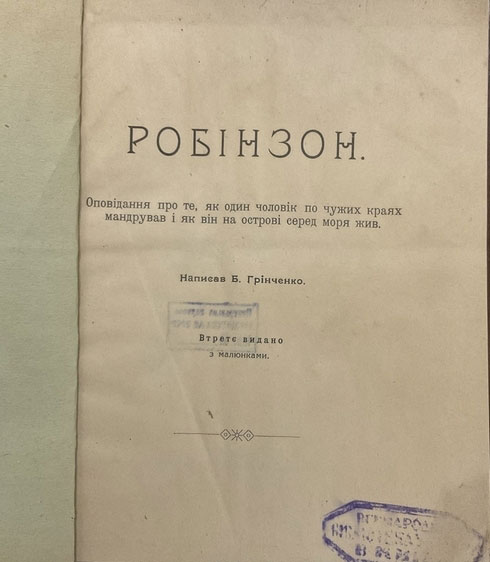 РОБІНЗОН.
Оповідання про те, як один чоловік по чужих краях
мандрував і як він на острові серед моря жив.
Написав Б. Грінченко.
Втретє видано
з малюнками.